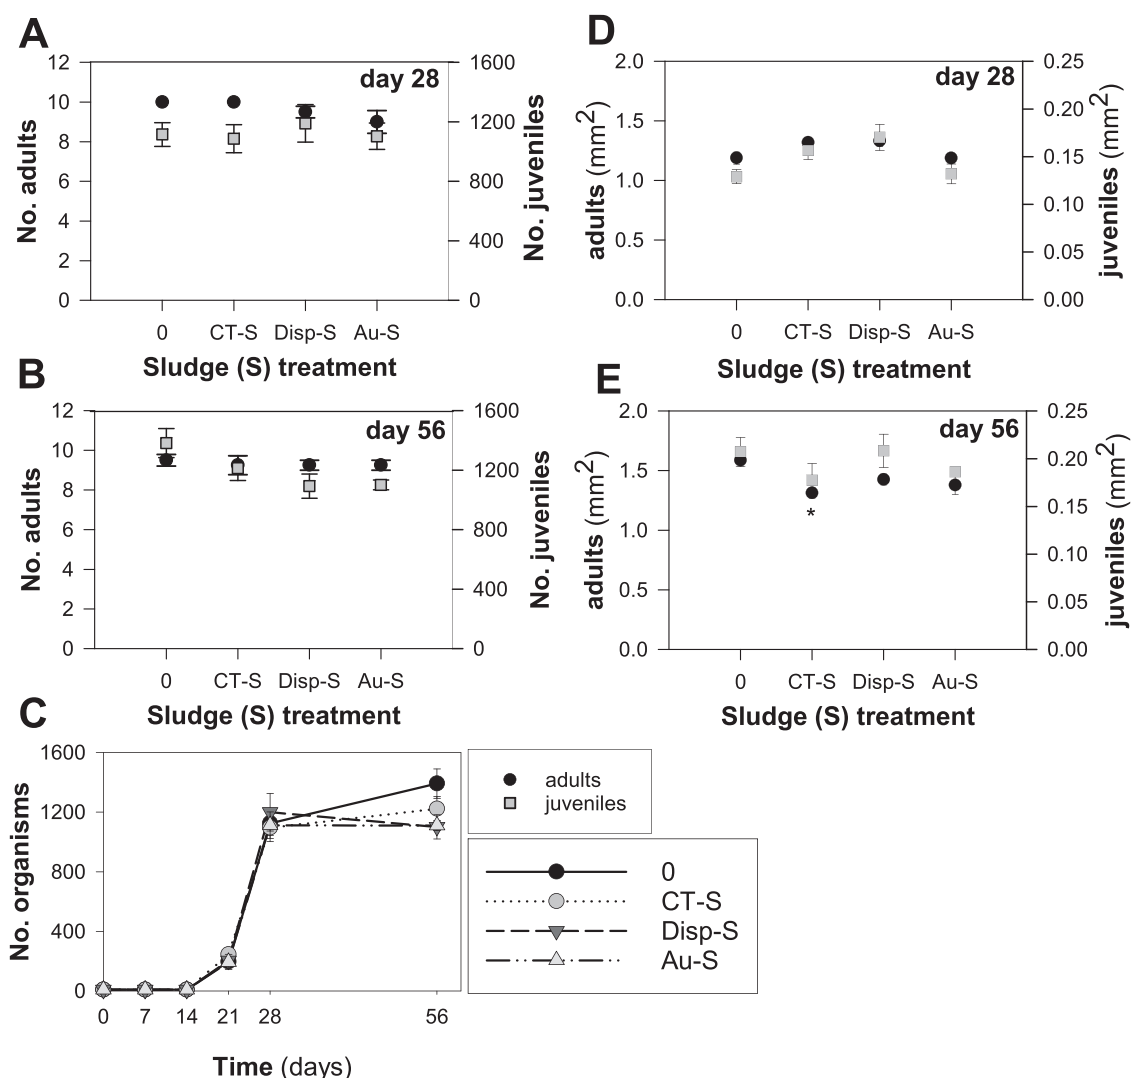 A
day 28
12
10
8
6
4
2
0
No. adults
1600
1200
800
400
0
No. juveniles
0 CT-S Disp-S Au-S
Sludge (S) treatment
D
day 28
2.0
1.5
1.0
0.5
0.0
adults (mm2)
0.25
0.20
0.15
0.10
0.05
0.00
juveniles (mm2)
0 CT-S Disp-S Au-S
Sludge (S) treatment
B
day 56
12
10
8
6
4
2
0
No. adults
1600
1200
800
400
0
No. juveniles
0 CT-S Disp-S Au-S
Sludge (S) treatment
E
day 56
2.0
1.5
1.0
0.5
0.0
adults (mm2)
0.25
0.20
0.15
0.10
0.05
0.00
juveniles (mm2)
*
0 CT-S Disp-S Au-S
Sludge (S) treatment
C
1600
1200
800
400
0
No. organisms
0 7 14 21 28 56
Time (days)
adults
juveniles
0
CT-S
Disp-S
Au-S